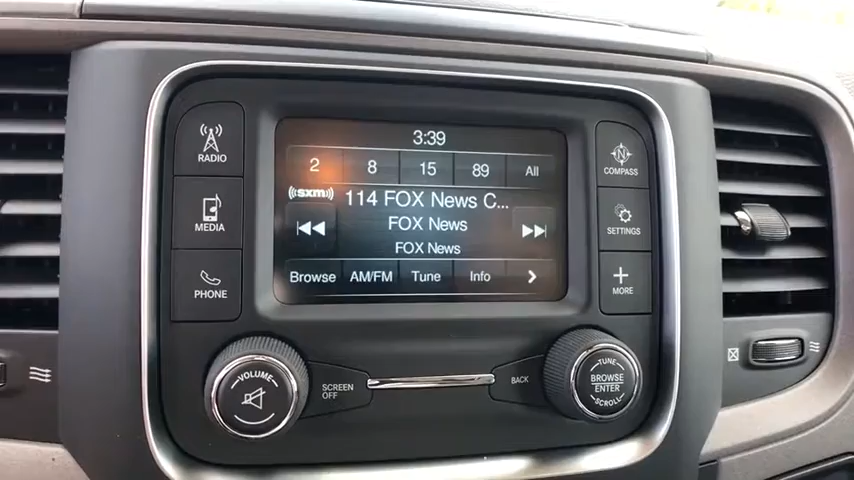 3:39
2 8 15 89 All
((sxm)) 114 FOX News C...
FOX News
FOX News
Browse AM/FM Tune Info
RADIO
MEDIA
PHONE
COMPASS
SETTINGS
MORE
VOLUME
SCREEN
OFF
BACK
TUNE
BROWSE
ENTER
SCROLL